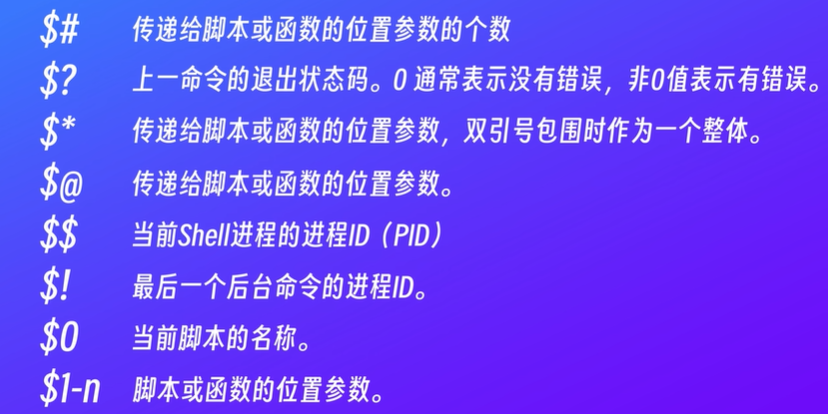 $# 传递给脚本或函数的位置参数的个数
$? 上一命令的退出状态码。0 通常表示没有错误，非0值表示有错误。
$* 传递给脚本或函数的位置参数，双引号包围时作为一个整体。
$@ 传递给脚本或函数的位置参数。
$$ 当前Shell进程的进程ID（PID）
$! 最后一个后台命令的进程ID。
$0 当前脚本的名称。
$1-n 脚本或函数的位置参数。